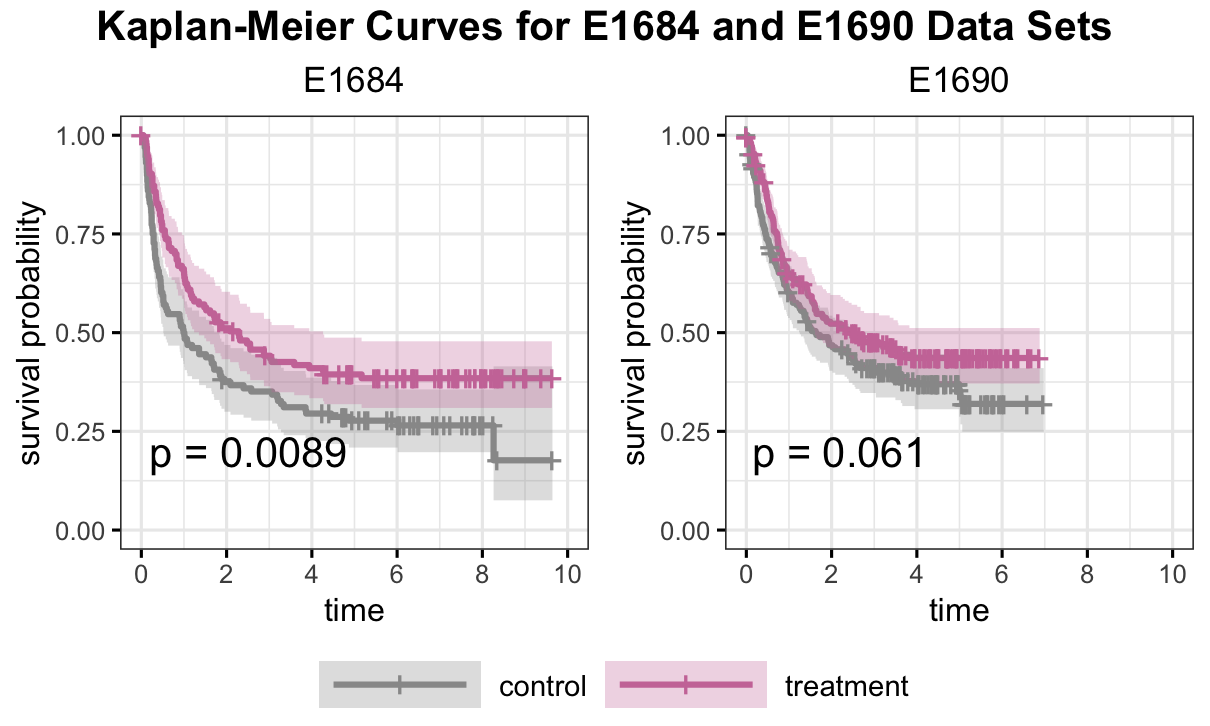 Kaplan-Meier Curves for E1684 and E1690 Data Sets
E1684
survival probability
1.00
0.75
0.50
0.25
0.00
p = 0.0089
0 2 4 6 8 10
time
E1690
survival probability
1.00
0.75
0.50
0.25
0.00
p = 0.061
0 2 4 6 8 10
time
control treatment